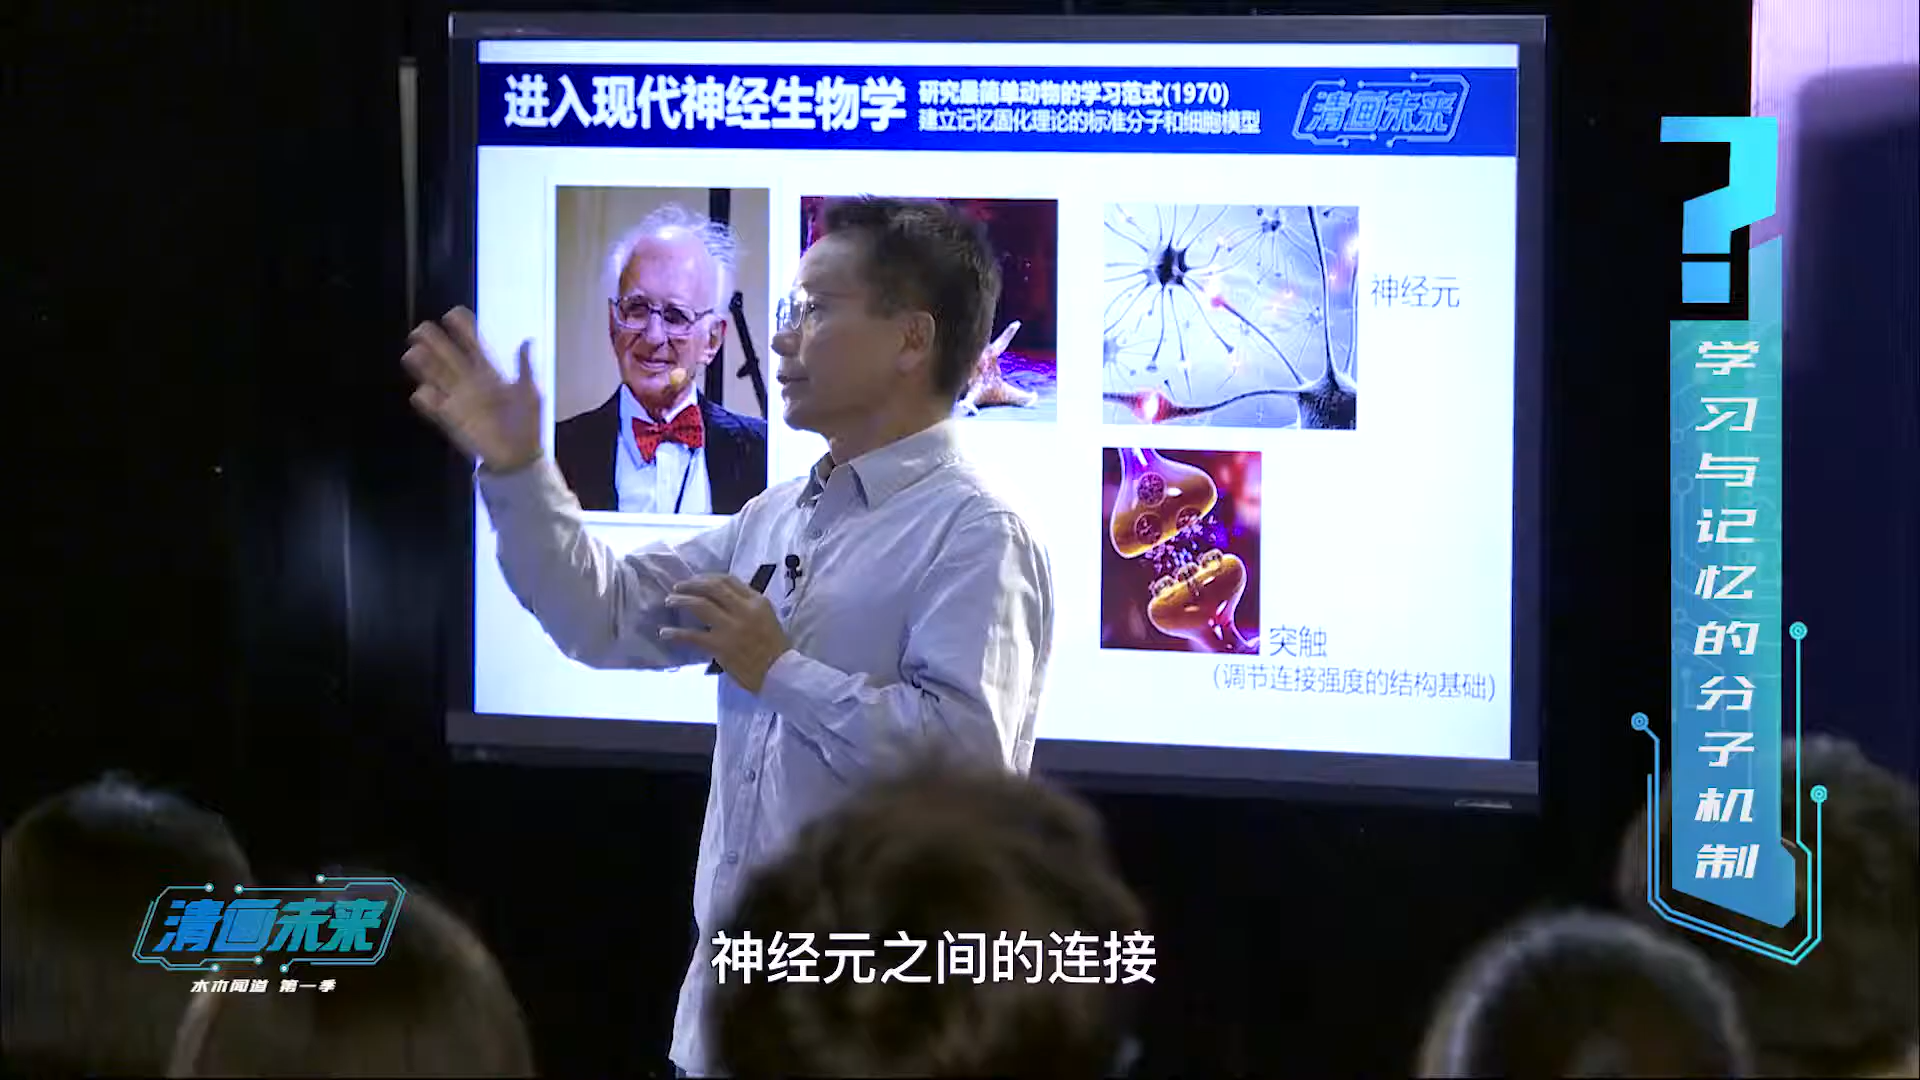 进入现代神经生物学
研究最简单动物的学习范式(1970)
建立记忆固化理论的标准分子和细胞模型
清画未来
神经元
突触
(调节连接强度的结构基础)
?
学习与记忆的分子机制
清画未来
水木闻道 第一季
神经元之间的连接